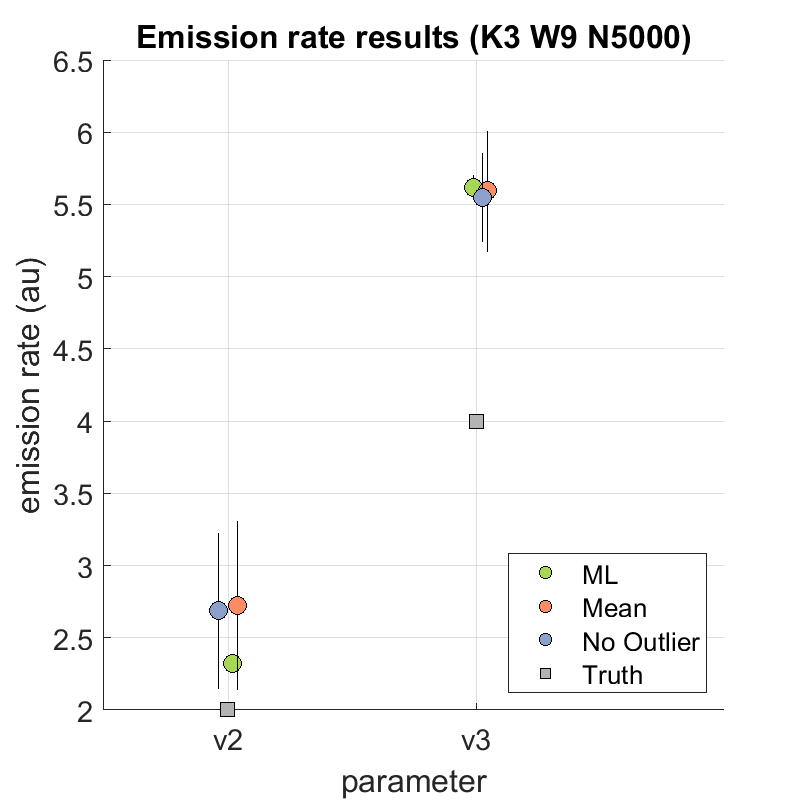 Emission rate results (K3 W9 N5000)
6.5
6
5.5
5
4.5
4
3.5
3
2.5
2
emission rate (au)
ML
Mean
No Outlier
Truth
v2 v3
parameter